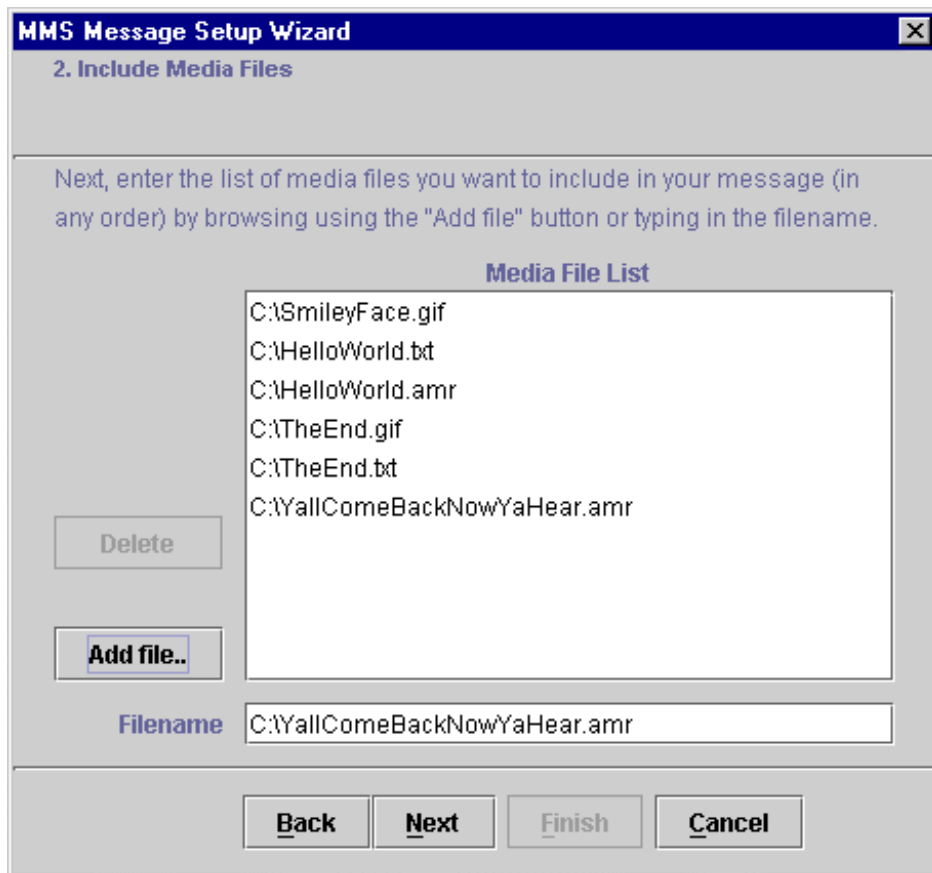 MMS Message Setup Wizard
2. Include Media Files
Next, enter the list of media files you want to include in your message (in
any order) by browsing using the "Add file" button or typing in the filename.
Media File List
C:\SmileyFace.gif
C:\HelloWorld.txt
C:\HelloWorld.amr
C:\TheEnd.gif
C:\TheEnd.txt
C:\YallComeBackNowYaHear.amr
Delete
Add file..
Filename C:\YallComeBackNowYaHear.amr
Back Next Finish Cancel